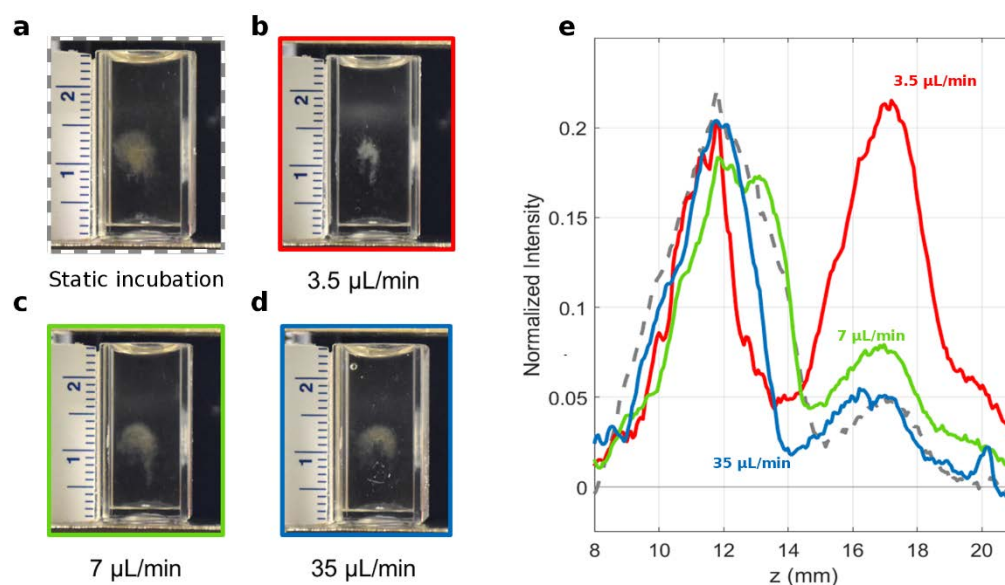 a
2
1
Static incubation
b
2
1
3.5 µL/min
c
2
1
7 µL/min
d
2
1
35 µL/min
e
Normalized Intensity
0.2
0.15
0.1
0.05
0
8
10
12
14
16
18
20
z (mm)
3.5 µL/min
7 µL/min
35 µL/min